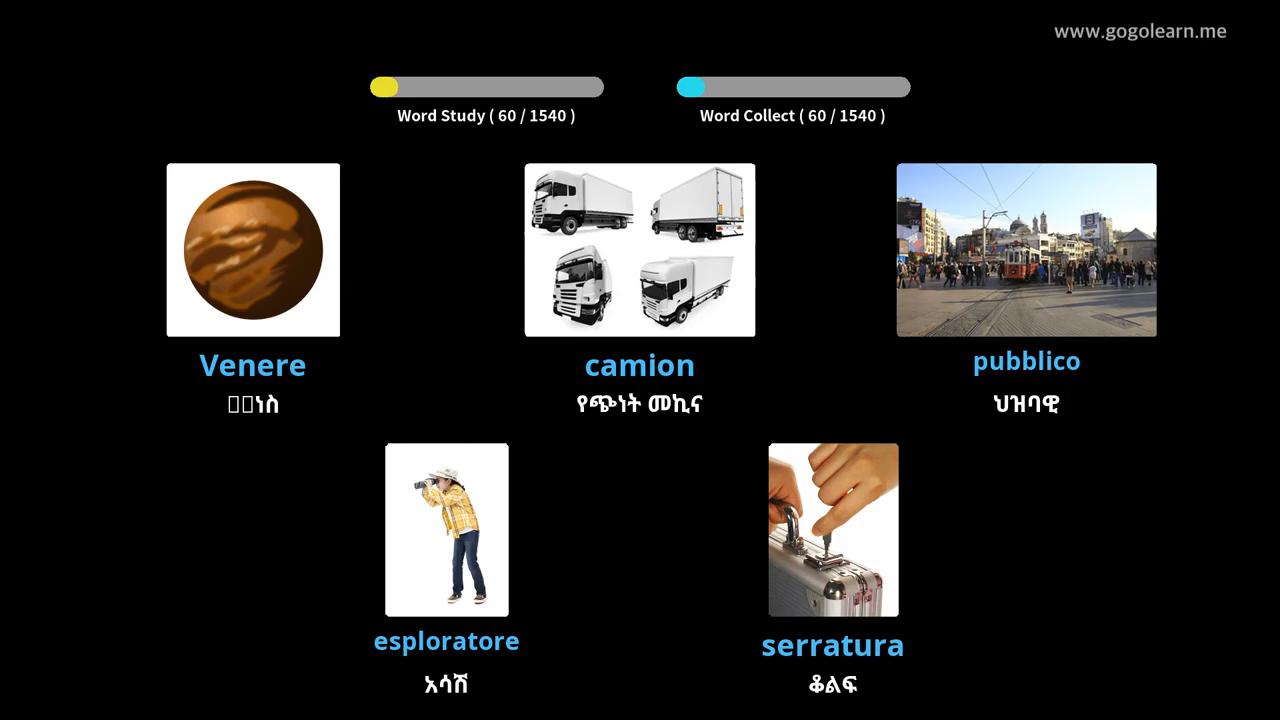 www.gogolearn.me
Word Study ( 60 / 1540 )
Word Collect ( 60 / 1540 )
Venere
camion
pubblico
የጭነት መኪና
ህዝባዊ
esploratore
serratura
አሳሽ
ቆልፍ